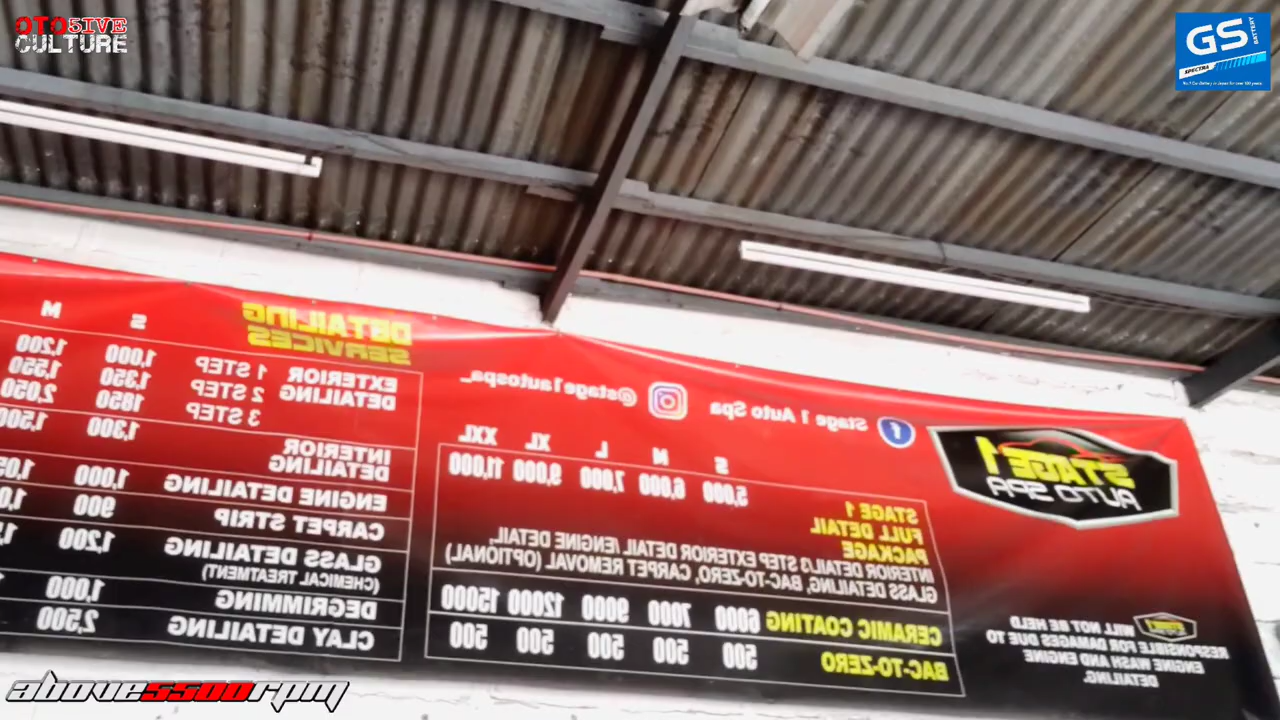 OTO5IVE
CULTURE
GS
BATTERY
SPECTRA
STAGE 1
AUTO SPA
Stage 1 Auto Spa
@stage1autospa_
S M L XL XXL
STAGE 1
FULL DETAIL
PACKAGE
5,000 6,000 7,000 9,000 11,000
INTERIOR DETAIL/3 STEP EXTERIOR DETAIL /ENGINE DETAIL,
GLASS DETAILING, BAC-TO-ZERO, CARPET REMOVAL (OPTIONAL)
CERAMIC COATING 6000 7000 9000 12000 15000
BAC-TO-ZERO 500 500 500 500 500
WILL NOT BE HELD
RESPONSIBLE FOR DAMAGES DUE TO
ENGINE WASH AND ENGINE
DETAILING.
DETAILING
SERVICES
S M
EXTERIOR
DETAILING
1 STEP 1,000 1,200
2 STEP 1,350 1,550
3 STEP 1850 2,050
INTERIOR
DETAILING 1,300 1,500
ENGINE DETAILING 1,000
CARPET STRIP 900
GLASS DETAILING 1,200
(CHEMICAL TREATMENT)
DEGRIMMING 1,000
CLAY DETAILING 2,500
above5500rpm